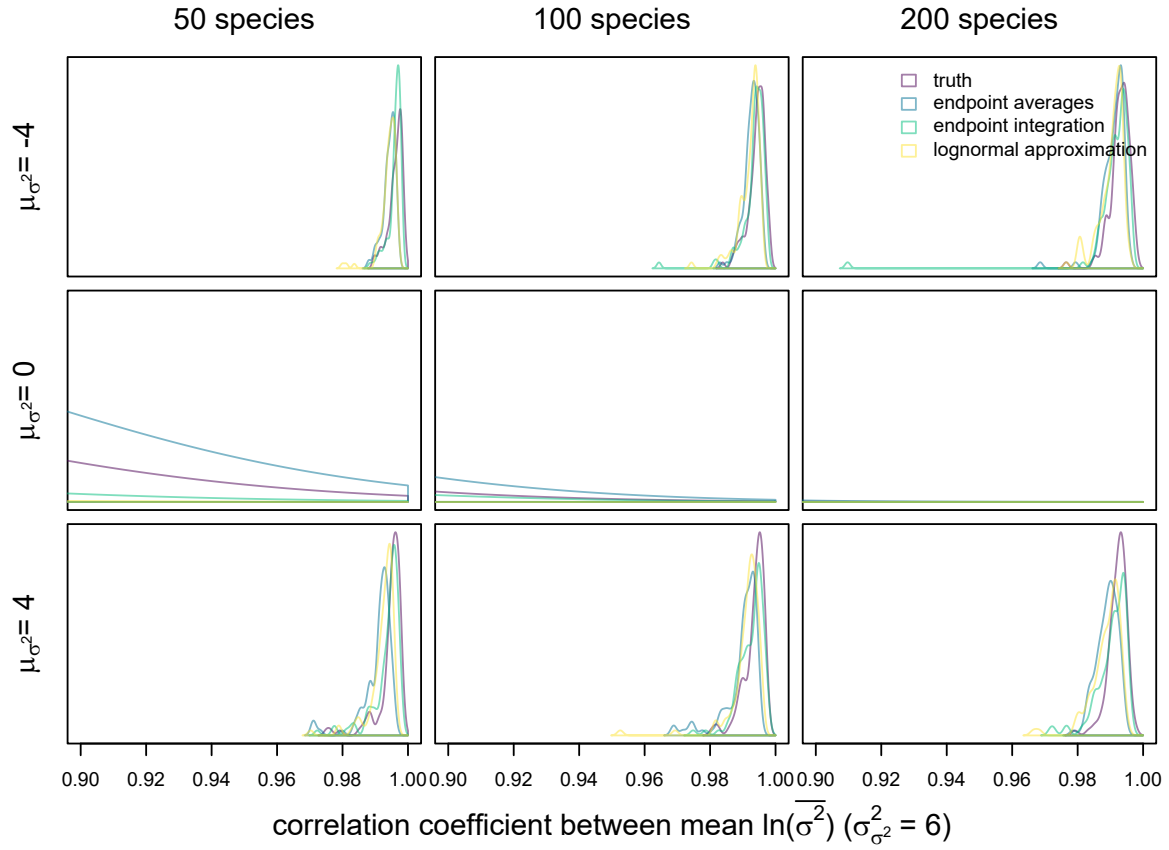 50 species 100 species 200 species
μσ²= -4
truth
endpoint averages
endpoint integration
lognormal approximation
μσ²= 0
μσ²= 4
0.90 0.92 0.94 0.96 0.98 1.00 0.90 0.92 0.94 0.96 0.98 1.00 0.90 0.92 0.94 0.96 0.98 1.00
correlation coefficient between mean ln(σ̅²) (σ²σ² = 6)